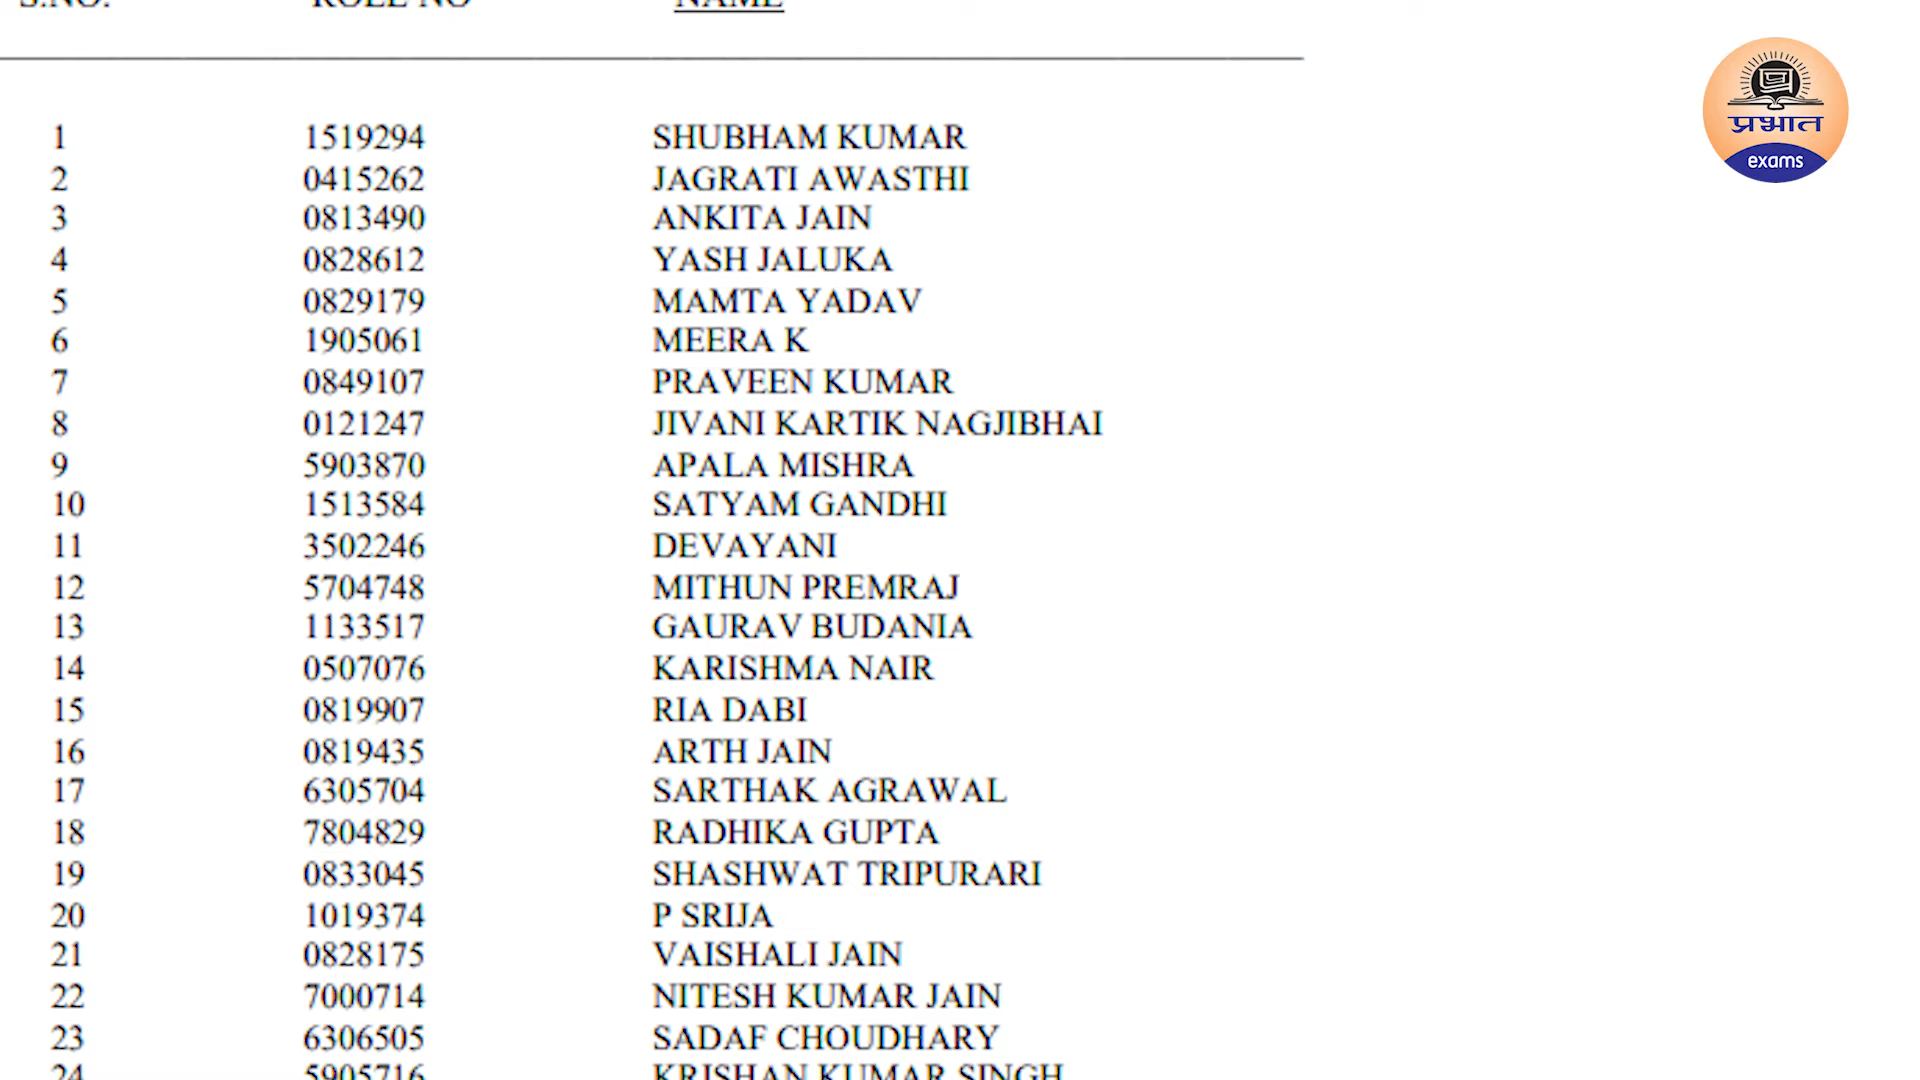 S.NO. ROLL NO NAME
1 1519294 SHUBHAM KUMAR
2 0415262 JAGRATI AWASTHI
3 0813490 ANKITA JAIN
4 0828612 YASH JALUKA
5 0829179 MAMTA YADAV
6 1905061 MEERA K
7 0849107 PRAVEEN KUMAR
8 0121247 JIVANI KARTIK NAGJIBHAI
9 5903870 APALA MISHRA
10 1513584 SATYAM GANDHI
11 3502246 DEVAYANI
12 5704748 MITHUN PREMRAJ
13 1133517 GAURAV BUDANIA
14 0507076 KARISHMA NAIR
15 0819907 RIA DABI
16 0819435 ARTH JAIN
17 6305704 SARTHAK AGRAWAL
18 7804829 RADHIKA GUPTA
19 0833045 SHASHWAT TRIPURARI
20 1019374 P SRIJA
21 0828175 VAISHALI JAIN
22 7000714 NITESH KUMAR JAIN
23 6306505 SADAF CHOUDHARY
24 5905716 KRISHAN KUMAR SINGH
प्रभात
exams